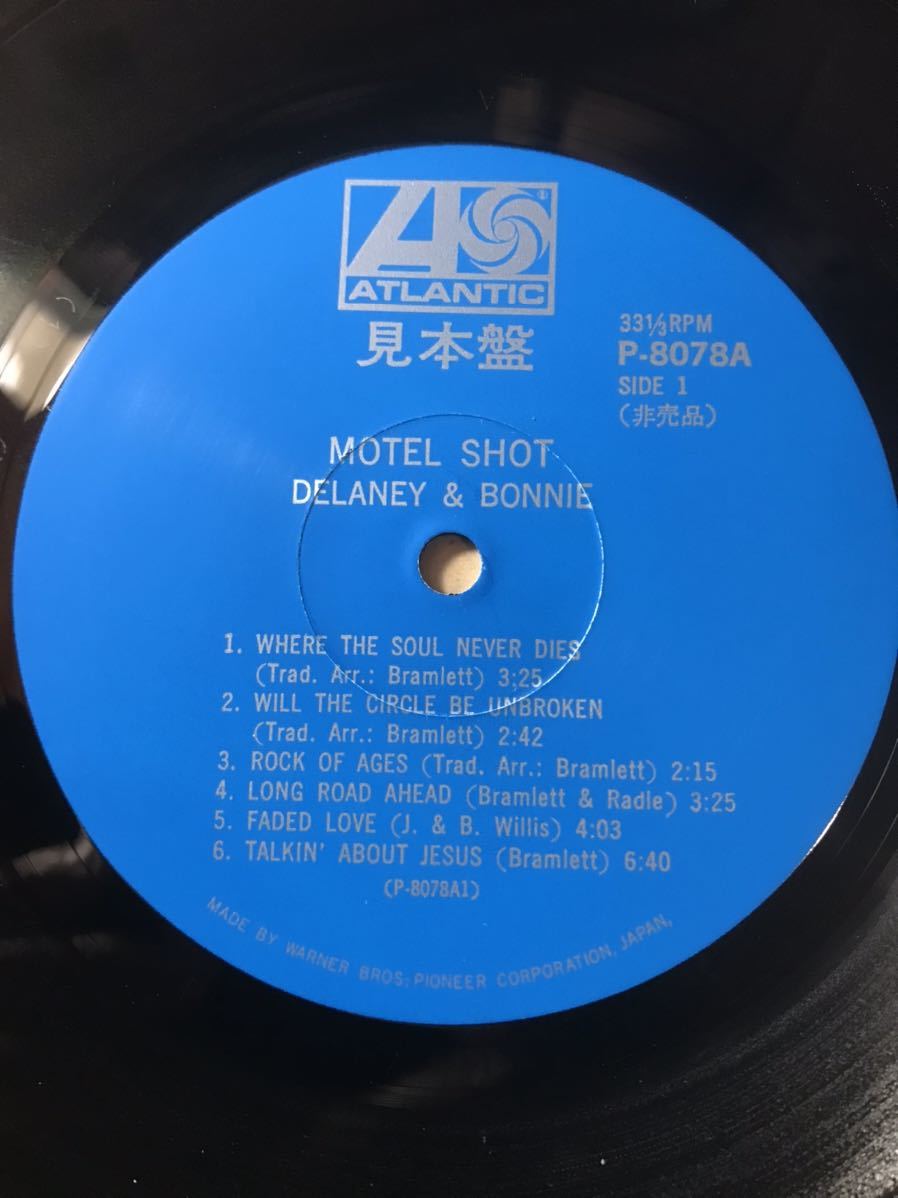 ATLANTIC
見本盤
33⅓RPM
P-8078A
SIDE 1
(非売品)
MOTEL SHOT
DELANEY & BONNIE
1. WHERE THE SOUL NEVER DIES
(Trad. Arr.: Bramlett) 3:25
2. WILL THE CIRCLE BE UNBROKEN
(Trad. Arr.: Bramlett) 2:42
3. ROCK OF AGES (Trad. Arr.: Bramlett) 2:15
4. LONG ROAD AHEAD (Bramlett & Radle) 3:25
5. FADED LOVE (J. & B. Willis) 4:03
6. TALKIN' ABOUT JESUS (Bramlett) 6:40
(P-8078A1)
MADE BY WARNER BROS.-PIONEER CORPORATION, JAPAN,